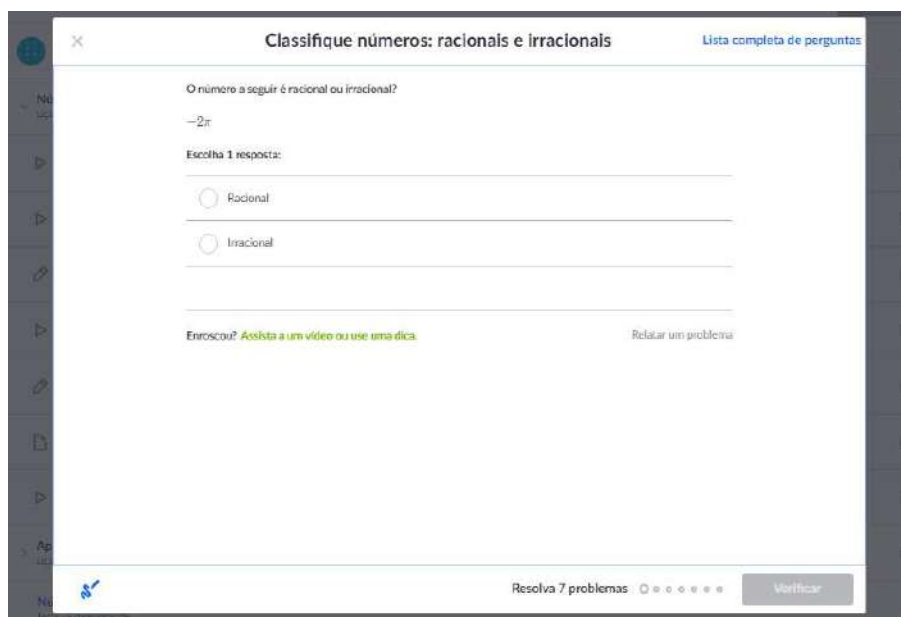 Classifique números: racionais e irracionais
Lista completa de perguntas
O número a seguir é racional ou irracional?
−2π
Escolha 1 resposta:
Racional
Irracional
Enroscou? Assista a um vídeo ou use uma dica.
Relatar um problema
Resolva 7 problemas
Verificar